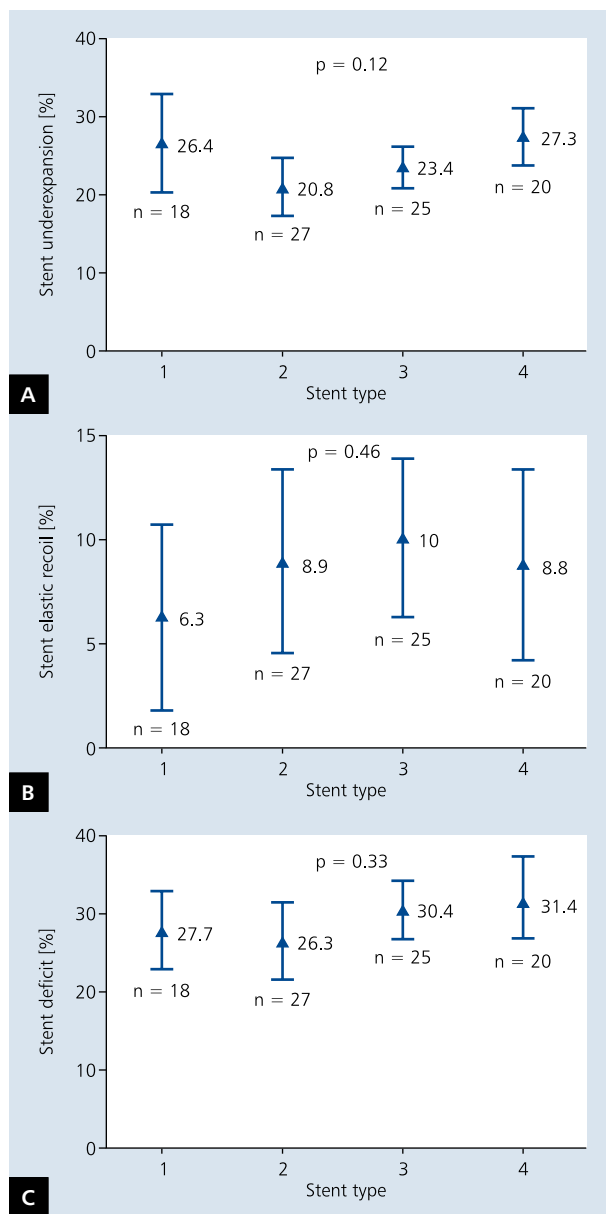 40
p = 0.12
30
Stent underexpansion [%]
26.4
27.3
23.4
20.8
20
n = 18
n = 20
n = 25
n = 27
10
0
1 2 3 4
Stent type
A
15
p = 0.46
Stent elastic recoil [%]
10
10
8.9
8.8
6.3
5
n = 25
n = 27
n = 20
n = 18
0
1 2 3 4
Stent type
B
40
p = 0.33
30
Stent deficit [%]
31.4
30.4
27.7
26.3
n = 25
n = 20
20
n = 18
n = 27
10
0
1 2 3 4
Stent type
C